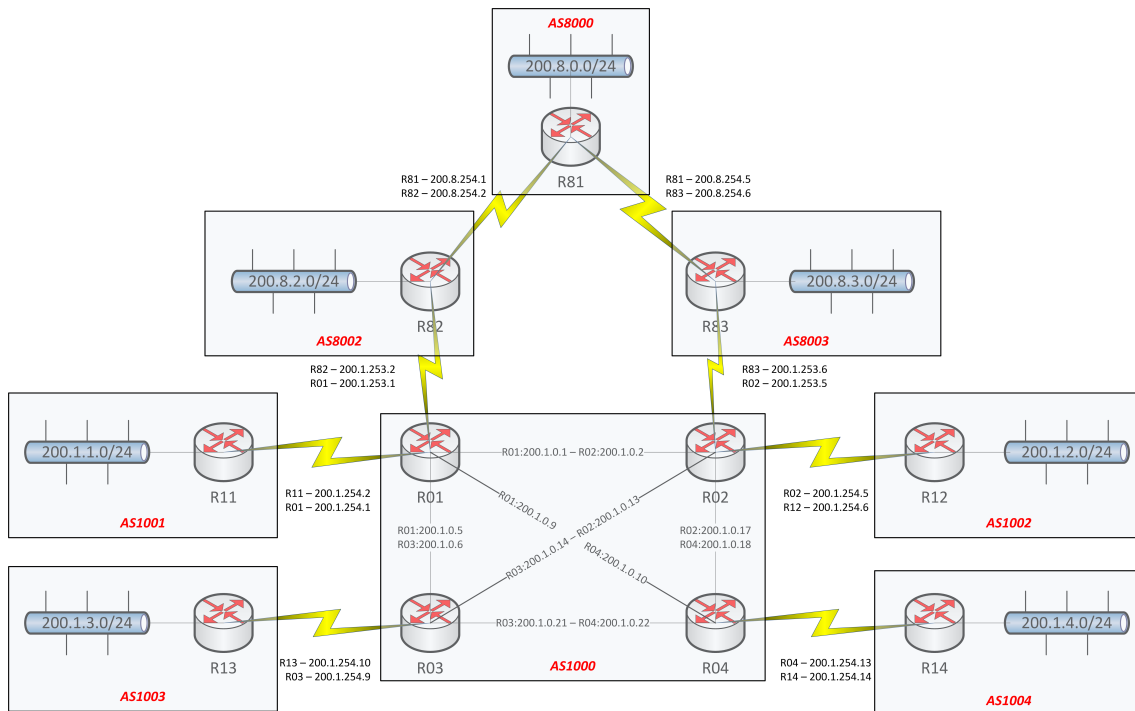 AS8000
200.8.0.0/24
R81
R81 – 200.8.254.1
R82 – 200.8.254.2
R81 – 200.8.254.5
R83 – 200.8.254.6
200.8.2.0/24
R82
AS8002
200.8.3.0/24
R83
AS8003
R82 – 200.1.253.2
R01 – 200.1.253.1
R83 – 200.1.253.6
R02 – 200.1.253.5
200.1.1.0/24
R11
R11 – 200.1.254.2
R01 – 200.1.254.1
AS1001
R01
R01:200.1.0.1 – R02:200.1.0.2
R02
R01:200.1.0.9
R04:200.1.0.10
R03:200.1.0.14 – R02:200.1.0.13
R01:200.1.0.5
R03:200.1.0.6
R02:200.1.0.17
R04:200.1.0.18
R03
R03:200.1.0.21 – R04:200.1.0.22
R04
AS1000
200.1.2.0/24
R12
R02 – 200.1.254.5
R12 – 200.1.254.6
AS1002
200.1.3.0/24
R13
R13 – 200.1.254.10
R03 – 200.1.254.9
AS1003
200.1.4.0/24
R14
R04 – 200.1.254.13
R14 – 200.1.254.14
AS1004